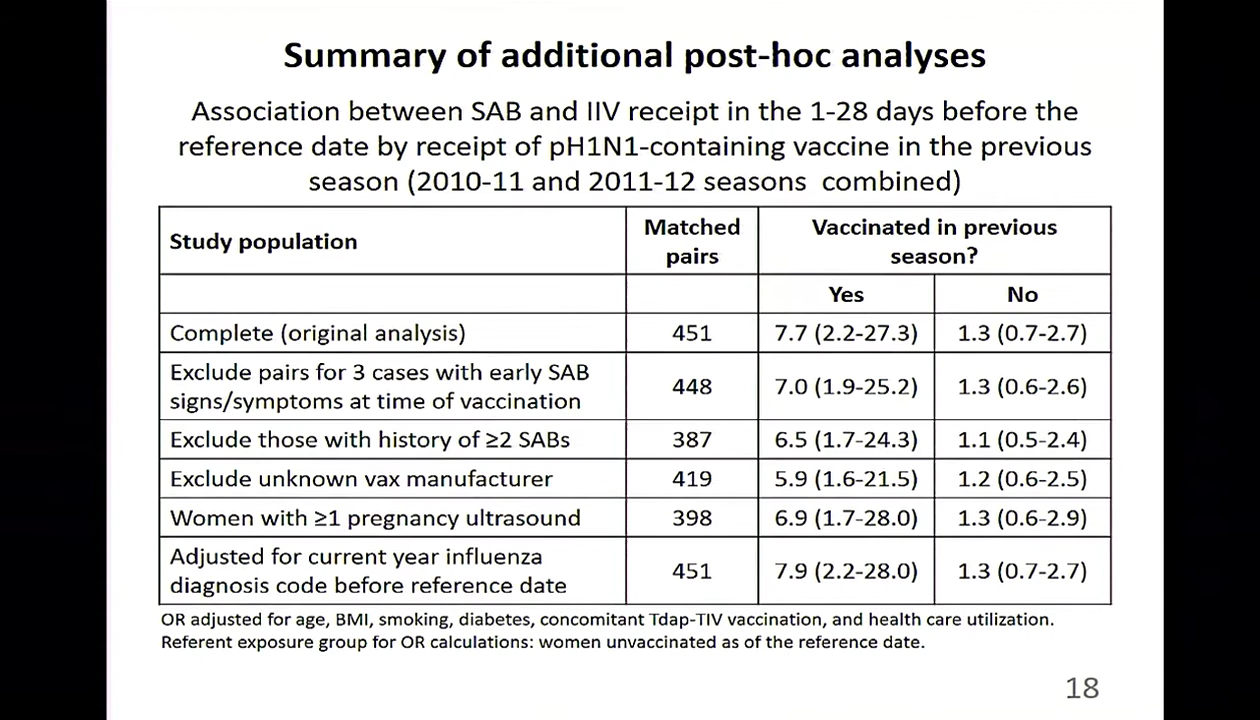 Summary of additional post-hoc analyses
Association between SAB and IIV receipt in the 1-28 days before the
reference date by receipt of pH1N1-containing vaccine in the previous
season (2010-11 and 2011-12 seasons combined)
Study population
Matched
pairs
Vaccinated in previous
season?
Yes
No
Complete (original analysis)
451
7.7 (2.2-27.3)
1.3 (0.7-2.7)
Exclude pairs for 3 cases with early SAB
signs/symptoms at time of vaccination
448
7.0 (1.9-25.2)
1.3 (0.6-2.6)
Exclude those with history of ≥2 SABs
387
6.5 (1.7-24.3)
1.1 (0.5-2.4)
Exclude unknown vax manufacturer
419
5.9 (1.6-21.5)
1.2 (0.6-2.5)
Women with ≥1 pregnancy ultrasound
398
6.9 (1.7-28.0)
1.3 (0.6-2.9)
Adjusted for current year influenza
diagnosis code before reference date
451
7.9 (2.2-28.0)
1.3 (0.7-2.7)
OR adjusted for age, BMI, smoking, diabetes, concomitant Tdap-TIV vaccination, and health care utilization.
Referent exposure group for OR calculations: women unvaccinated as of the reference date.
18